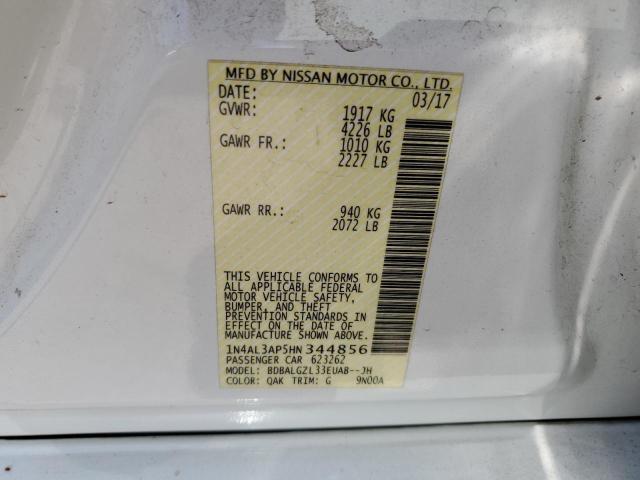 MFD BY NISSAN MOTOR CO., LTD.
DATE: 03/17
GVWR: 1917 KG
4226 LB
GAWR FR.: 1010 KG
2227 LB
GAWR RR.: 940 KG
2072 LB
THIS VEHICLE CONFORMS TO
ALL APPLICABLE FEDERAL
MOTOR VEHICLE SAFETY,
BUMPER, AND THEFT
PREVENTION STANDARDS IN
EFFECT ON THE DATE OF
MANUFACTURE SHOWN ABOVE.
1N4AL3AP5HN344856
PASSENGER CAR 623262
MODEL: BDBALGZL33EUAB--JH
COLOR: QAK TRIM: G 9N00A